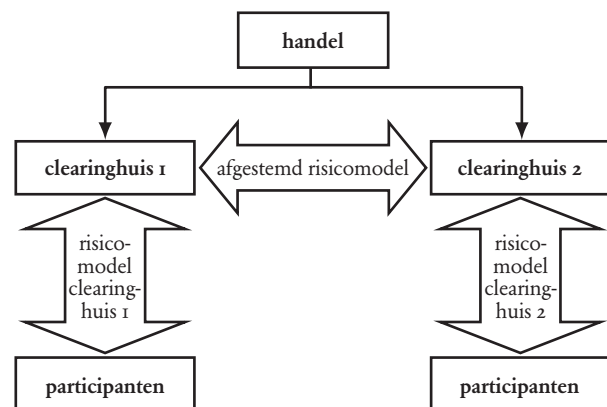 handel
clearinghuis 1
afgestemd risicomodel
clearinghuis 2
risico-
model
clearing-
huis 1
risico-
model
clearing-
huis 2
participanten
participanten